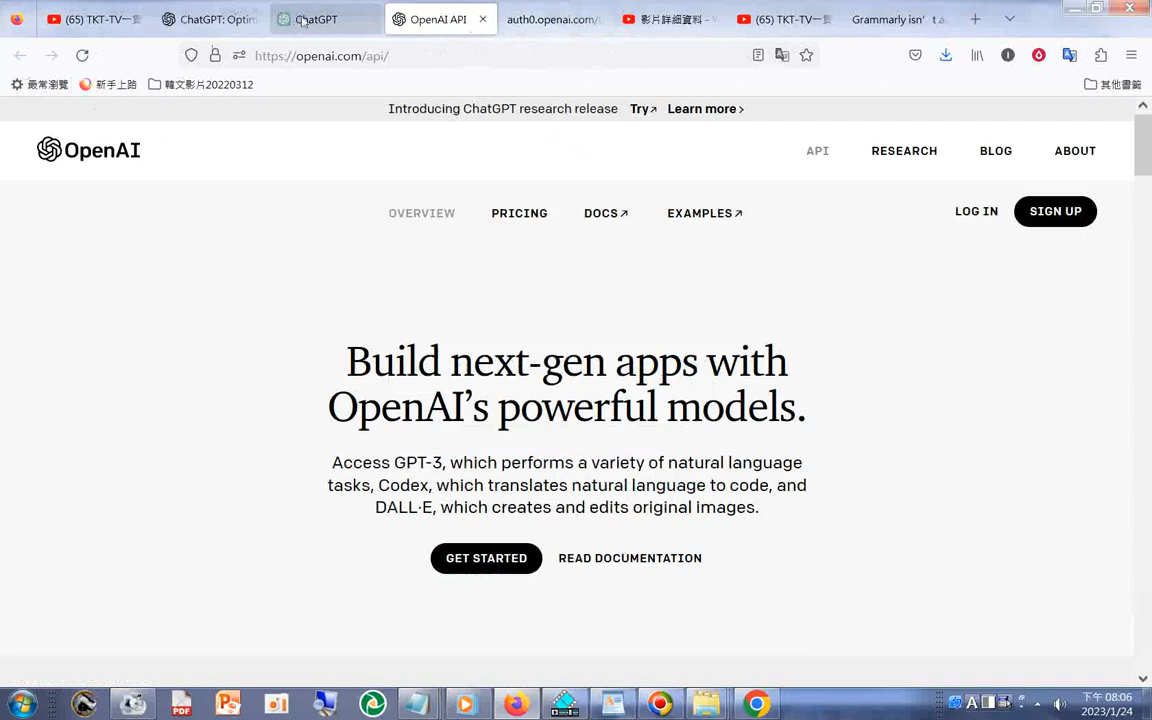 (65) TKT-TV一
ChatGPT: Optim
ChatGPT
OpenAI API
auth0.openai.com/
影片詳細資料 -
(65) TKT-TV一
Grammarly isn't a
https://openai.com/api/
最常瀏覽
新手上路
韓文影片20220312
其他書籤
Introducing ChatGPT research release Try↗ Learn more >
OpenAI
API RESEARCH BLOG ABOUT
OVERVIEW PRICING DOCS↗ EXAMPLES↗
LOG IN SIGN UP
Build next-gen apps with
OpenAI's powerful models.
Access GPT-3, which performs a variety of natural language
tasks, Codex, which translates natural language to code, and
DALL·E, which creates and edits original images.
GET STARTED READ DOCUMENTATION
PDF
A
下午 08:06
2023/1/24